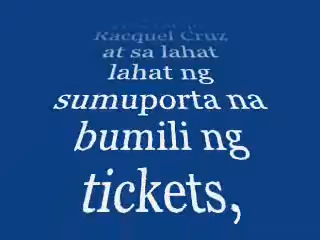 Racquel Cruz
at sa lahat
lahat ng
sumuporta na
bumili ng
tickets,